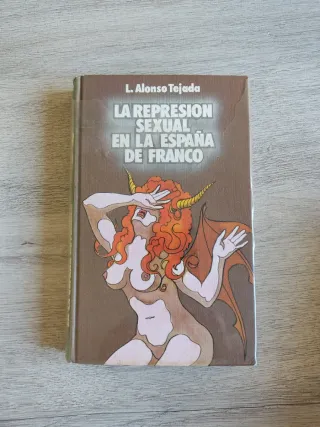 L. Alonso Tejada
LA REPRESION
SEXUAL
EN LA ESPAÑA
DE FRANCO